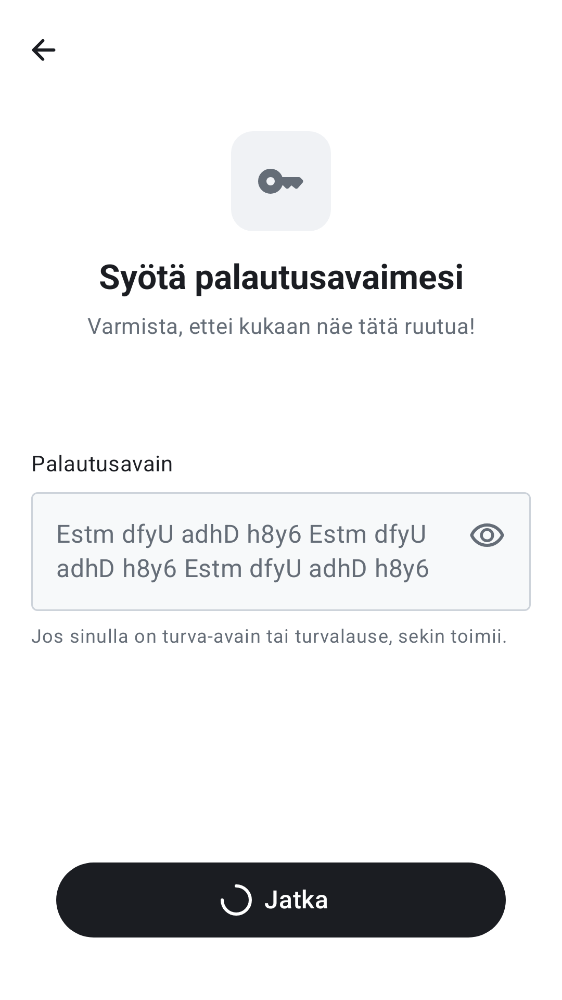 Syötä palautusavaimesi
Varmista, ettei kukaan näe tätä ruutua!
Palautusavain
Estm dfyU adhD h8y6 Estm dfyU
adhD h8y6 Estm dfyU adhD h8y6
Jos sinulla on turva-avain tai turvalause, sekin toimii.
Jatka